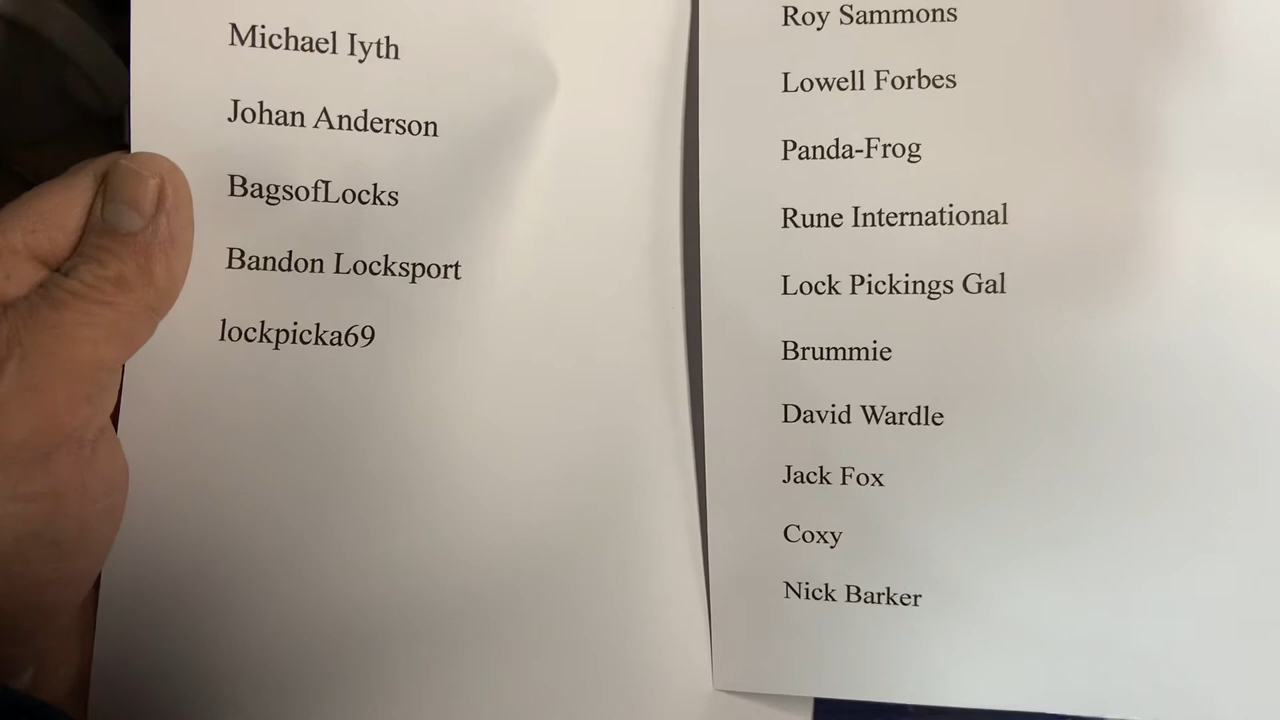 Michael Iyth
Johan Anderson
BagsofLocks
Bandon Locksport
lockpicka69
Roy Sammons
Lowell Forbes
Panda-Frog
Rune International
Lock Pickings Gal
Brummie
David Wardle
Jack Fox
Coxy
Nick Barker